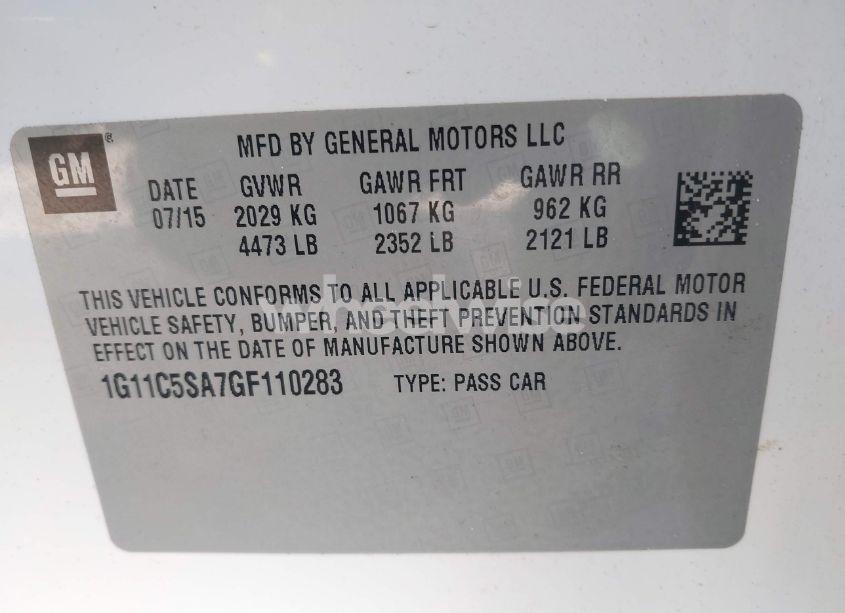 GM
MFD BY GENERAL MOTORS LLC
DATE GVWR GAWR FRT GAWR RR
07/15 2029 KG 1067 KG 962 KG
4473 LB 2352 LB 2121 LB
THIS VEHICLE CONFORMS TO ALL APPLICABLE U.S. FEDERAL MOTOR
VEHICLE SAFETY, BUMPER, AND THEFT PREVENTION STANDARDS IN
EFFECT ON THE DATE OF MANUFACTURE SHOWN ABOVE.
1G11C5SA7GF110283 TYPE: PASS CAR